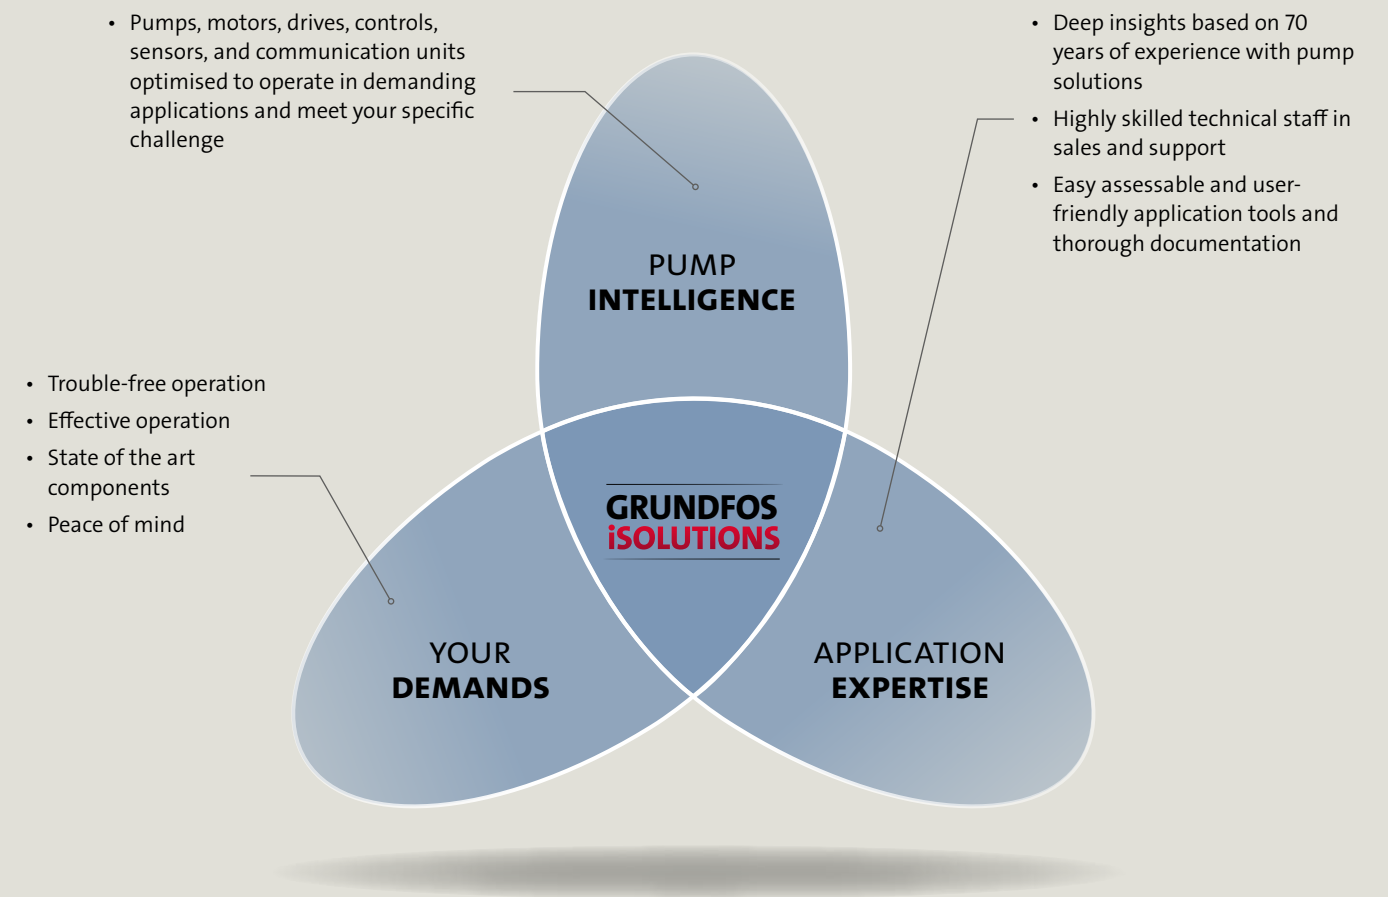 • Pumps, motors, drives, controls,
sensors, and communication units
optimised to operate in demanding
applications and meet your specific
challenge
• Deep insights based on 70
years of experience with pump
solutions
• Highly skilled technical staff in
sales and support
• Easy assessable and user-
friendly application tools and
thorough documentation
PUMP
INTELLIGENCE
• Trouble-free operation
• Effective operation
• State of the art
components
• Peace of mind
GRUNDFOS
iSOLUTIONS
YOUR
DEMANDS
APPLICATION
EXPERTISE